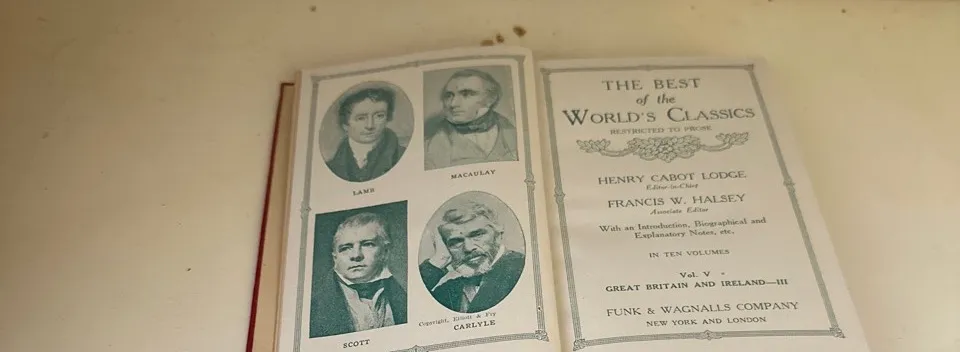 LAMB
MACAULAY
SCOTT
Copyright, Elliott & Fry
CARLYLE
THE BEST
of the
WORLD'S CLASSICS
RESTRICTED TO PROSE
HENRY CABOT LODGE
Editor-in-Chief
FRANCIS W. HALSEY
Associate Editor
With an Introduction, Biographical and
Explanatory Notes, etc.
IN TEN VOLUMES
Vol. V
GREAT BRITAIN AND IRELAND—III
FUNK & WAGNALLS COMPANY
NEW YORK AND LONDON